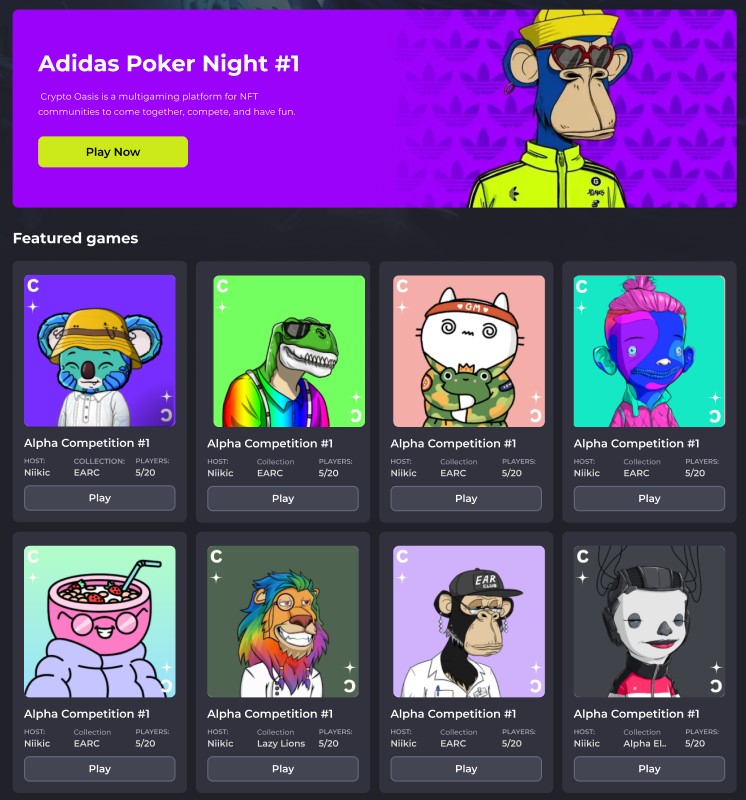 Adidas Poker Night #1
Crypto Oasis is a multigaming platform for NFT
communities to come together, compete, and have fun.
Play Now
Featured games
C
C
C
C
GM
Alpha Competition #1
Alpha Competition #1
Alpha Competition #1
Alpha Competition #1
HOST: COLLECTION: PLAYERS:
Niikic EARC 5/20
HOST: Collection PLAYERS:
Niikic EARC 5/20
HOST: Collection PLAYERS:
Niikic EARC 5/20
HOST: Collection PLAYERS:
Niikic EARC 5/20
Play
Play
Play
Play
C
C
C
C
EAR
CLUB
Alpha Competition #1
Alpha Competition #1
Alpha Competition #1
Alpha Competition #1
HOST: Collection PLAYERS:
Niikic EARC 5/20
HOST: Collection PLAYERS:
Niikic Lazy Lions 5/20
HOST: Collection PLAYERS:
Niikic EARC 5/20
HOST: Collection PLAYERS:
Niikic Alpha El.. 5/20
Play
Play
Play
Play